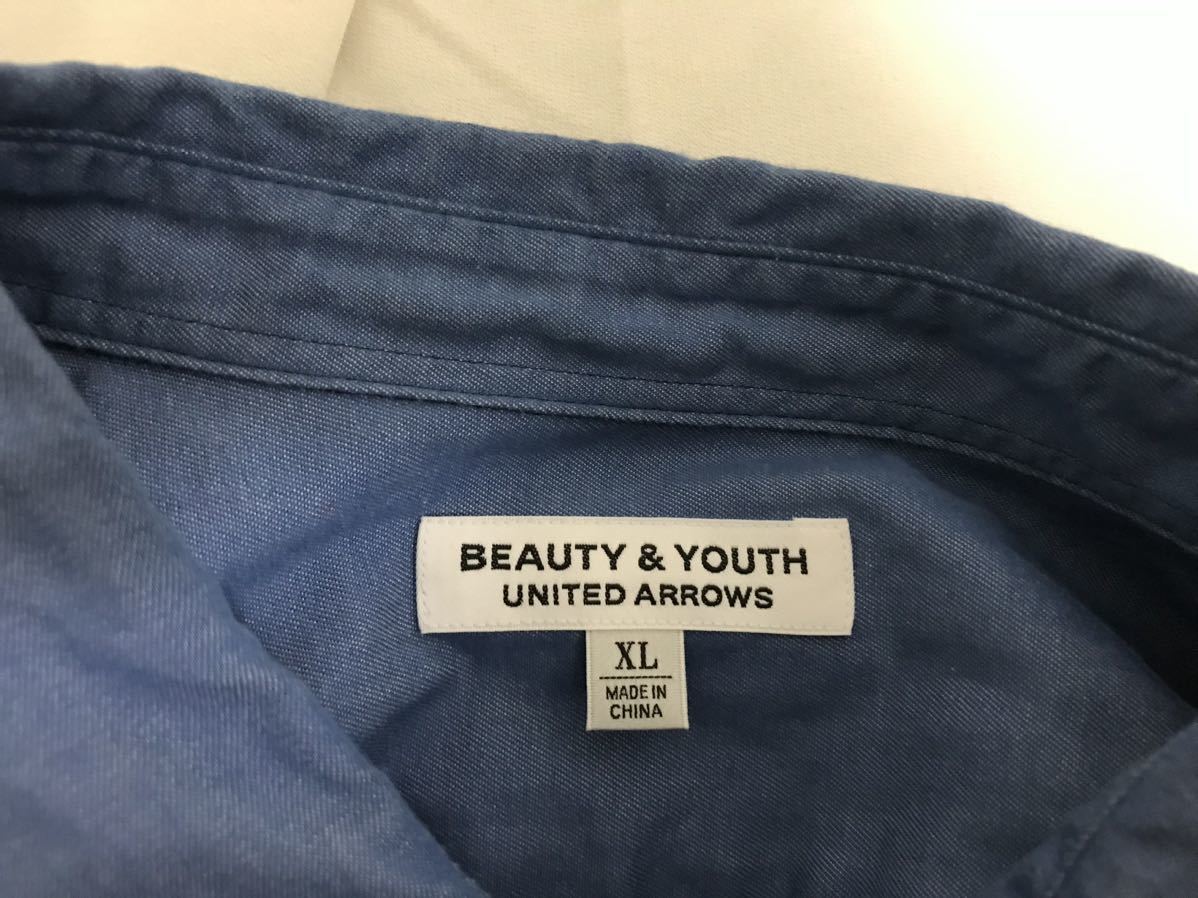 BEAUTY & YOUTH
UNITED ARROWS
XL
MADE IN
CHINA